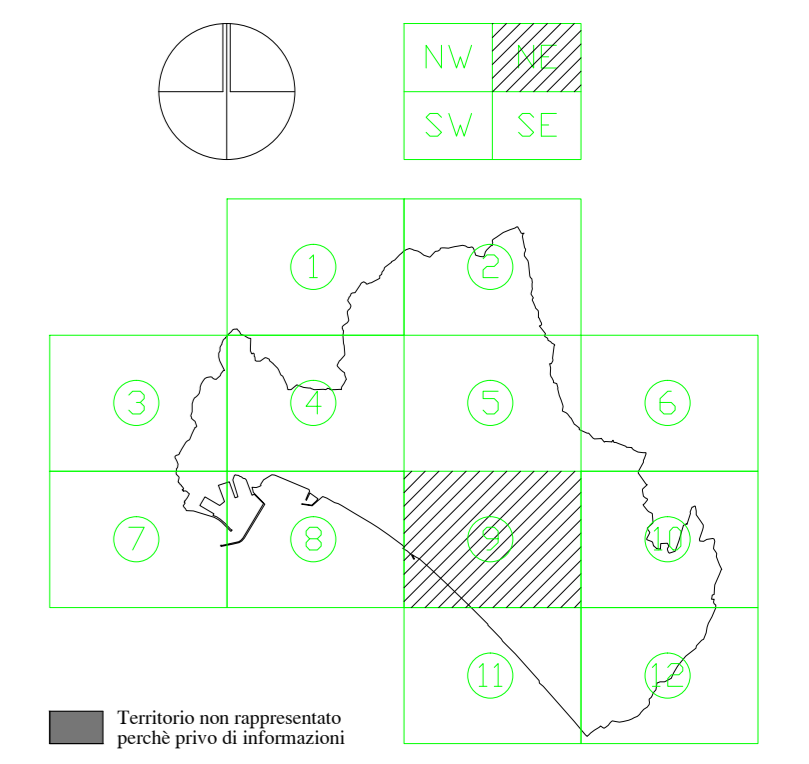 NW NE
SW SE
1 2
3 4 5 6
7 8 9 10
11 12
Territorio non rappresentato
perchè privo di informazioni